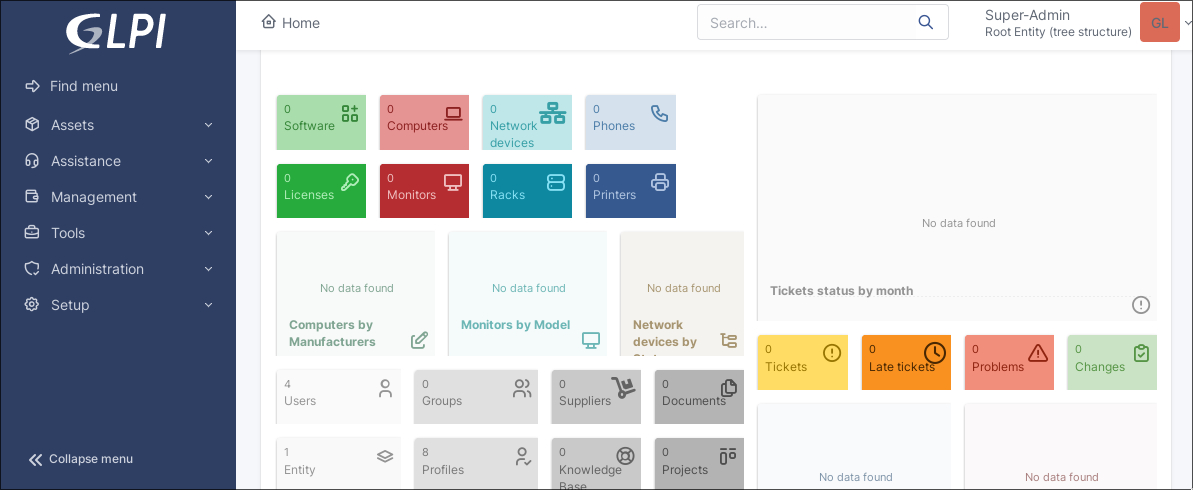 GLPI
Home
Search...
Super-Admin
Root Entity (tree structure)
GL
Find menu
Assets
Assistance
Management
Tools
Administration
Setup
Collapse menu
0
Software
0
Computers
0
Network
devices
0
Phones
0
Licenses
0
Monitors
0
Racks
0
Printers
No data found
Computers by
Manufacturers
No data found
Monitors by Model
No data found
Network
devices by
4
Users
0
Groups
0
Suppliers
0
Documents
1
Entity
8
Profiles
0
Knowledge
Base
0
Projects
No data found
Tickets status by month
0
Tickets
0
Late tickets
0
Problems
0
Changes
No data found
No data found